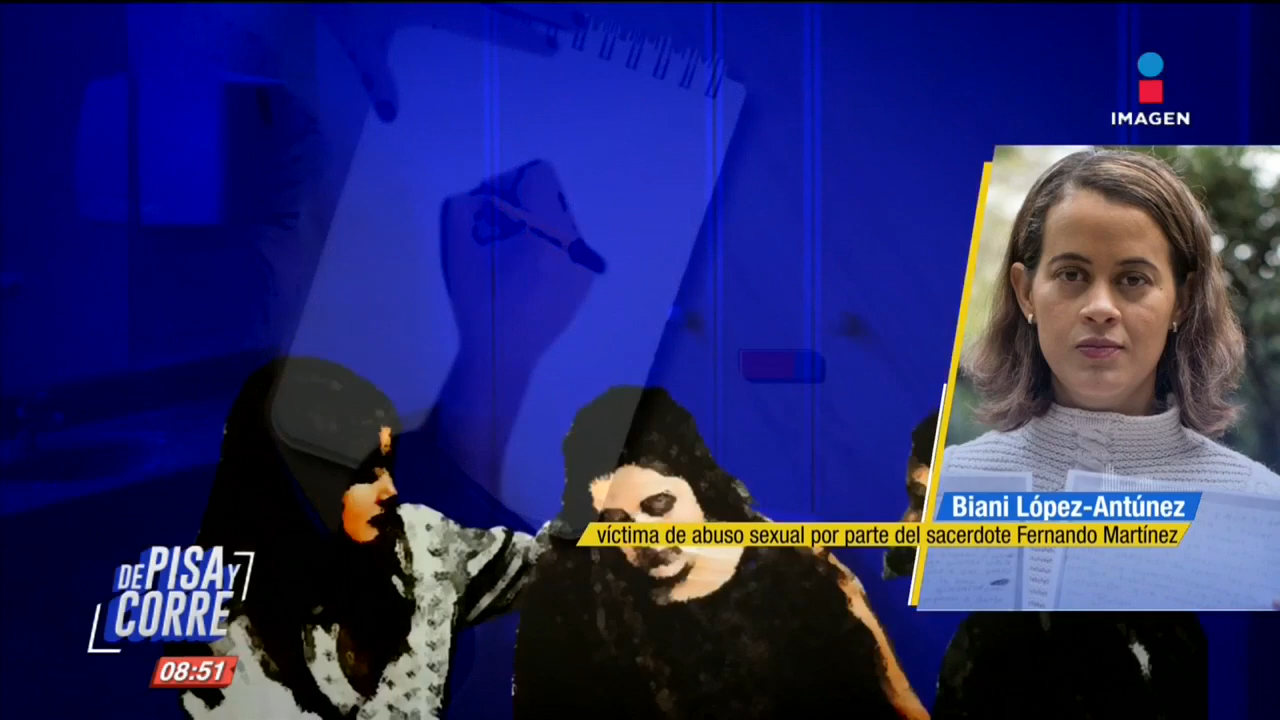 IMAGEN
Biani López-Antúnez
víctima de abuso sexual por parte del sacerdote Fernando Martínez
DE PISA Y
CORRE
08:51